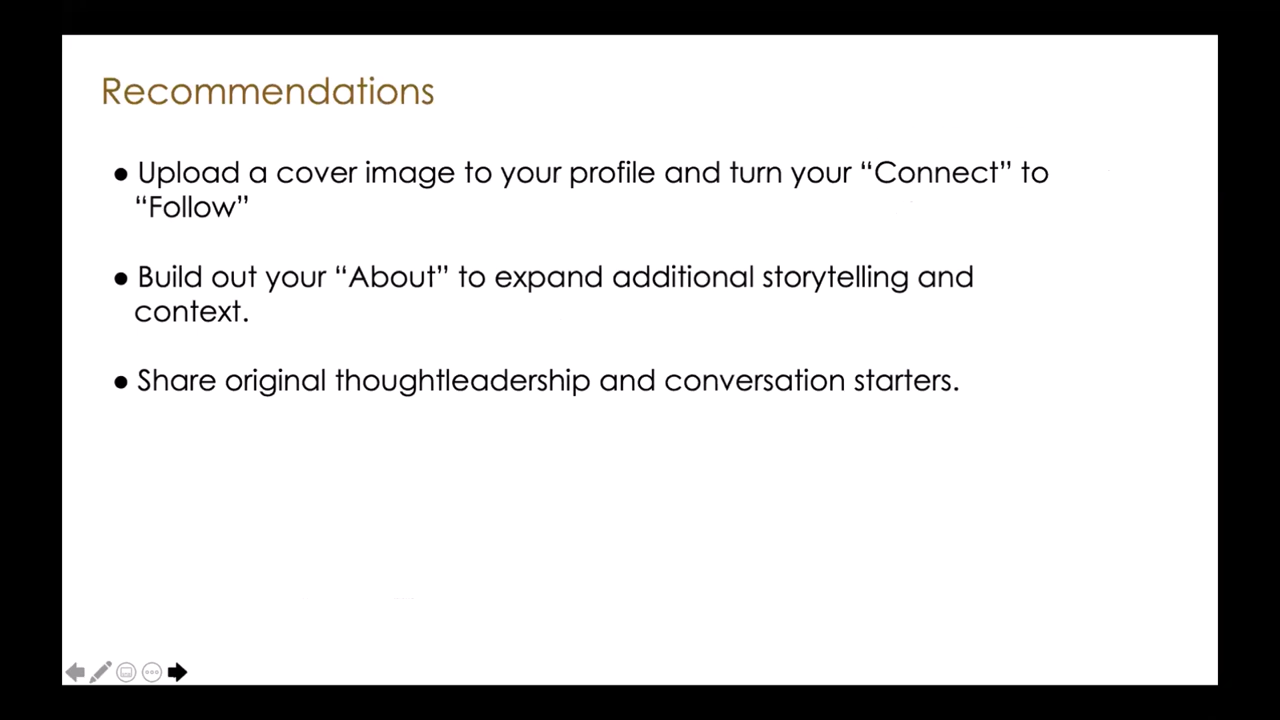 Recommendations
● Upload a cover image to your profile and turn your “Connect” to
“Follow”
● Build out your “About” to expand additional storytelling and
context.
● Share original thoughtleadership and conversation starters.